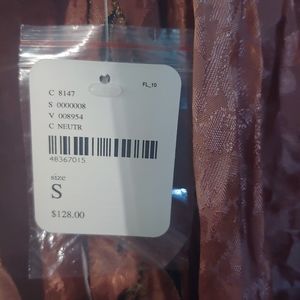 FL_10
C 8147
S 0000008
V 008954
C NEUTR
48367015
size
S
$128.00